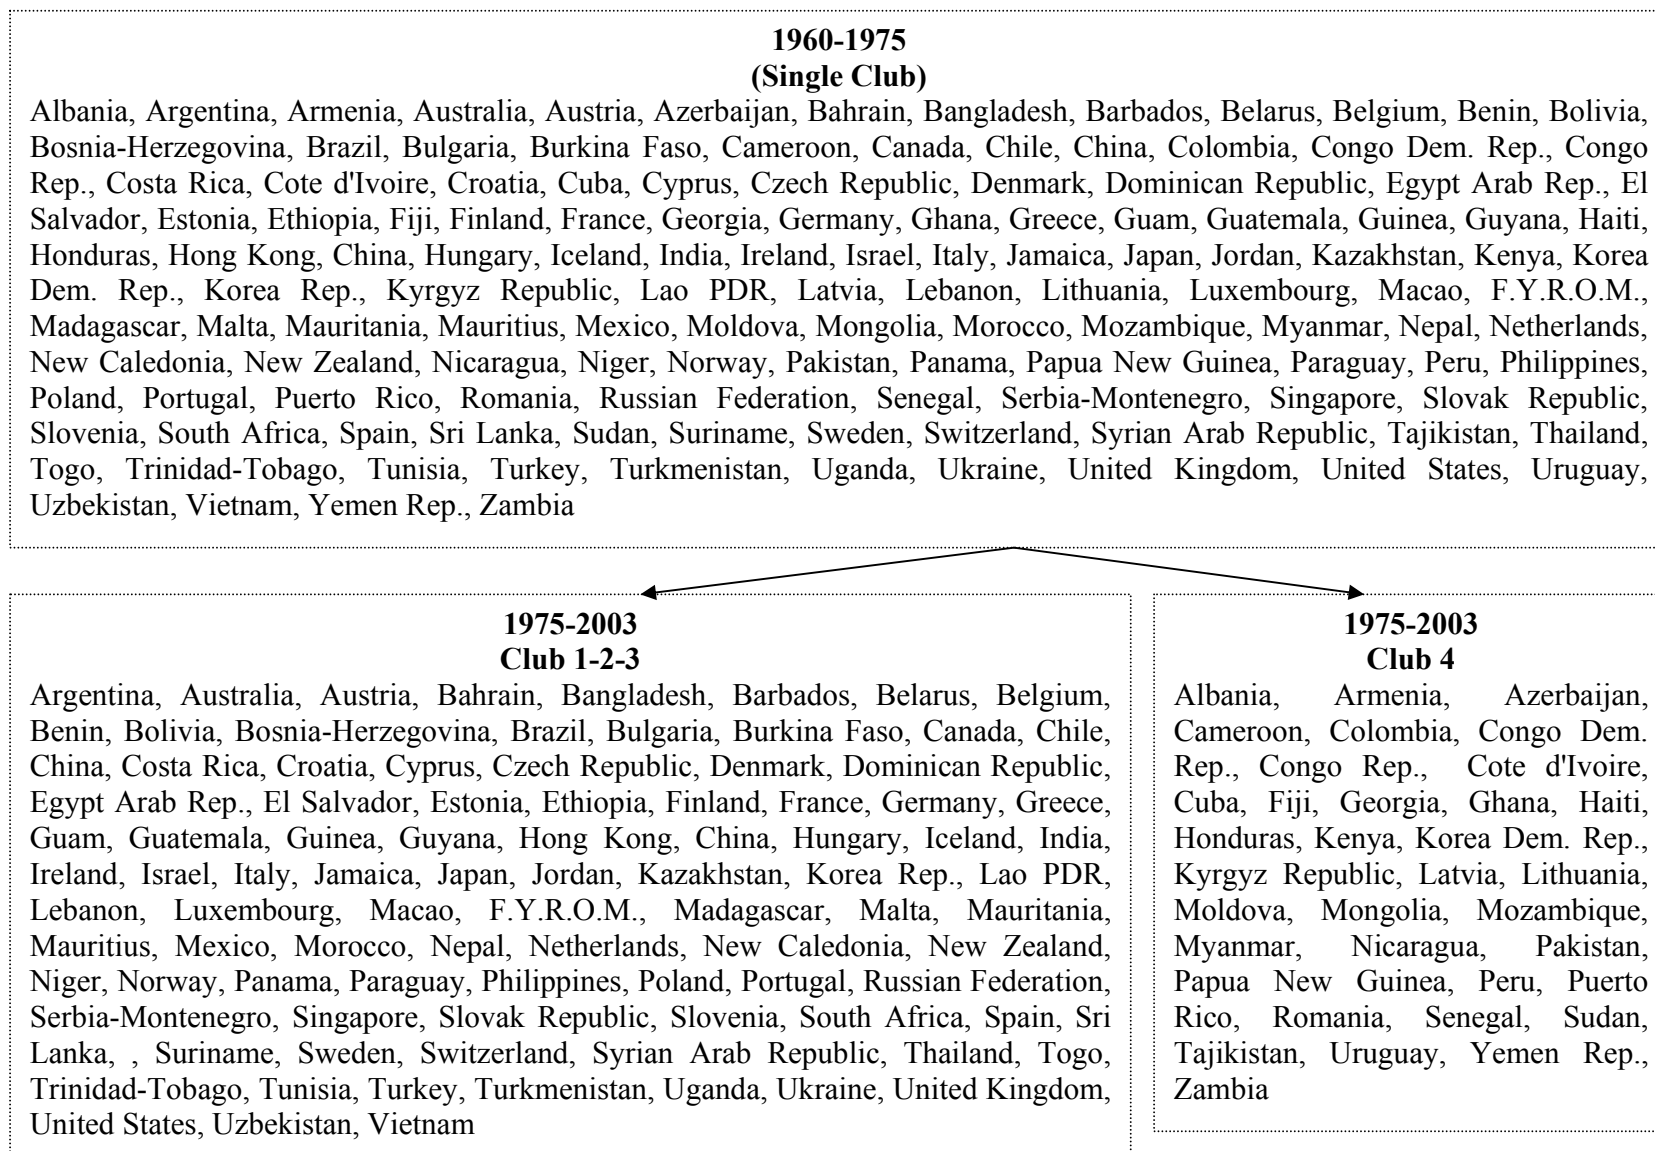 1960-1975
(Single Club)
Albania, Argentina, Armenia, Australia, Austria, Azerbaijan, Bahrain, Bangladesh, Barbados, Belarus, Belgium, Benin, Bolivia,
Bosnia-Herzegovina, Brazil, Bulgaria, Burkina Faso, Cameroon, Canada, Chile, China, Colombia, Congo Dem. Rep., Congo
Rep., Costa Rica, Cote d'Ivoire, Croatia, Cuba, Cyprus, Czech Republic, Denmark, Dominican Republic, Egypt Arab Rep., El
Salvador, Estonia, Ethiopia, Fiji, Finland, France, Georgia, Germany, Ghana, Greece, Guam, Guatemala, Guinea, Guyana, Haiti,
Honduras, Hong Kong, China, Hungary, Iceland, India, Ireland, Israel, Italy, Jamaica, Japan, Jordan, Kazakhstan, Kenya, Korea
Dem. Rep., Korea Rep., Kyrgyz Republic, Lao PDR, Latvia, Lebanon, Lithuania, Luxembourg, Macao, F.Y.R.O.M.,
Madagascar, Malta, Mauritania, Mauritius, Mexico, Moldova, Mongolia, Morocco, Mozambique, Myanmar, Nepal, Netherlands,
New Caledonia, New Zealand, Nicaragua, Niger, Norway, Pakistan, Panama, Papua New Guinea, Paraguay, Peru, Philippines,
Poland, Portugal, Puerto Rico, Romania, Russian Federation, Senegal, Serbia-Montenegro, Singapore, Slovak Republic,
Slovenia, South Africa, Spain, Sri Lanka, Sudan, Suriname, Sweden, Switzerland, Syrian Arab Republic, Tajikistan, Thailand,
Togo, Trinidad-Tobago, Tunisia, Turkey, Turkmenistan, Uganda, Ukraine, United Kingdom, United States, Uruguay,
Uzbekistan, Vietnam, Yemen Rep., Zambia
1975-2003
Club 1-2-3
Argentina, Australia, Austria, Bahrain, Bangladesh, Barbados, Belarus, Belgium,
Benin, Bolivia, Bosnia-Herzegovina, Brazil, Bulgaria, Burkina Faso, Canada, Chile,
China, Costa Rica, Croatia, Cyprus, Czech Republic, Denmark, Dominican Republic,
Egypt Arab Rep., El Salvador, Estonia, Ethiopia, Finland, France, Germany, Greece,
Guam, Guatemala, Guinea, Guyana, Hong Kong, China, Hungary, Iceland, India,
Ireland, Israel, Italy, Jamaica, Japan, Jordan, Kazakhstan, Korea Rep., Lao PDR,
Lebanon, Luxembourg, Macao, F.Y.R.O.M., Madagascar, Malta, Mauritania,
Mauritius, Mexico, Morocco, Nepal, Netherlands, New Caledonia, New Zealand,
Niger, Norway, Panama, Paraguay, Philippines, Poland, Portugal, Russian Federation,
Serbia-Montenegro, Singapore, Slovak Republic, Slovenia, South Africa, Spain, Sri
Lanka, , Suriname, Sweden, Switzerland, Syrian Arab Republic, Thailand, Togo,
Trinidad-Tobago, Tunisia, Turkey, Turkmenistan, Uganda, Ukraine, United Kingdom,
United States, Uzbekistan, Vietnam
1975-2003
Club 4
Albania, Armenia, Azerbaijan,
Cameroon, Colombia, Congo Dem.
Rep., Congo Rep., Cote d'Ivoire,
Cuba, Fiji, Georgia, Ghana, Haiti,
Honduras, Kenya, Korea Dem. Rep.,
Kyrgyz Republic, Latvia, Lithuania,
Moldova, Mongolia, Mozambique,
Myanmar, Nicaragua, Pakistan,
Papua New Guinea, Peru, Puerto
Rico, Romania, Senegal, Sudan,
Tajikistan, Uruguay, Yemen Rep.,
Zambia